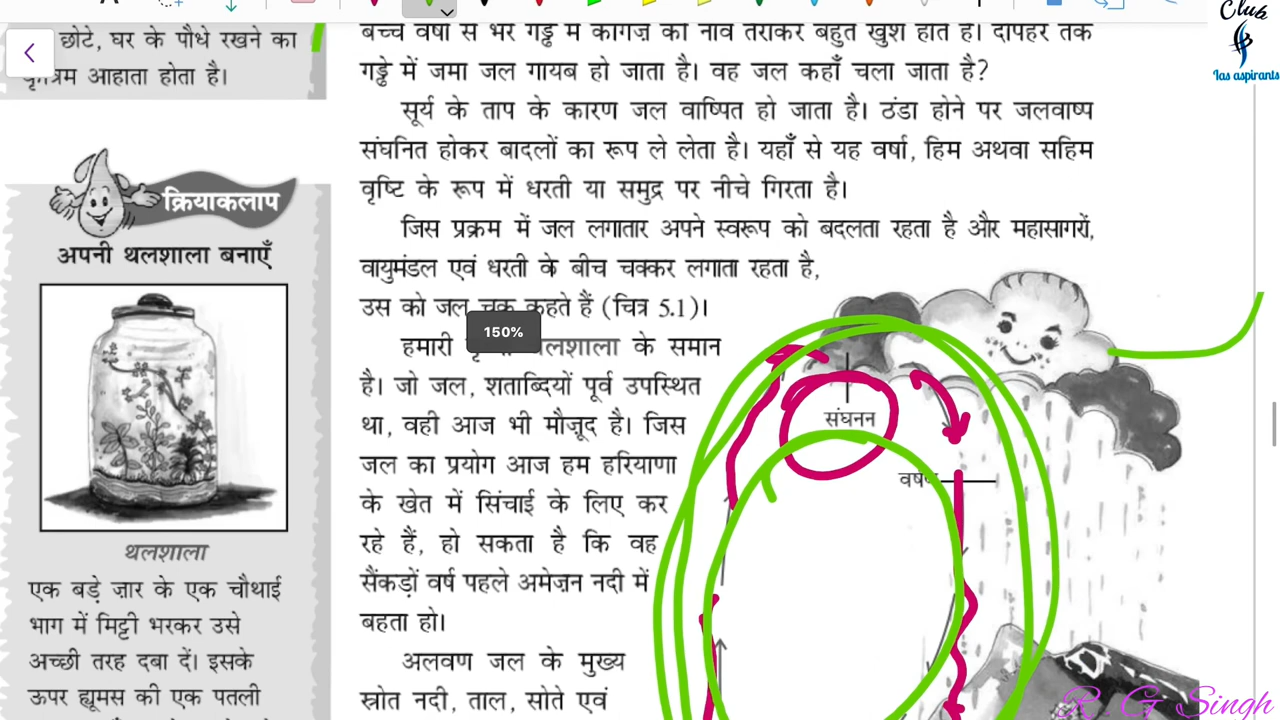 Club
Ias aspirants
छोटे, घर के पौधे रखने का
कृत्रिम आहाता होता है।
क्रियाकलाप
अपनी थलशाला बनाएँ
थलशाला
एक बड़े ज़ार के एक चौथाई
भाग में मिट्टी भरकर उसे
अच्छी तरह दबा दें। इसके
ऊपर ह्यूमस की एक पतली
बच्चे वर्षा से भरे गड्ढे में कागज़ की नाव तैराकर बहुत खुश होते हैं। दोपहर तक
गड्ढे में जमा जल गायब हो जाता है। वह जल कहाँ चला जाता है?
सूर्य के ताप के कारण जल वाष्पित हो जाता है। ठंडा होने पर जलवाष्प
संघनित होकर बादलों का रूप ले लेता है। यहाँ से यह वर्षा, हिम अथवा सहिम
वृष्टि के रूप में धरती या समुद्र पर नीचे गिरता है।
जिस प्रक्रम में जल लगातार अपने स्वरूप को बदलता रहता है और महासागरों,
वायुमंडल एवं धरती के बीच चक्कर लगाता रहता है,
उस को जल चक्र कहते हैं (चित्र 5.1)।
150%
हमारी थलशाला के समान
है। जो जल, शताब्दियों पूर्व उपस्थित
था, वही आज भी मौजूद है। जिस
जल का प्रयोग आज हम हरियाणा
के खेत में सिंचाई के लिए कर
रहे हैं, हो सकता है कि वह
सैंकड़ों वर्ष पहले अमेज़न नदी में
बहता हो।
अलवण जल के मुख्य
स्रोत नदी, ताल, सोते एवं
संघनन
R. G Singh